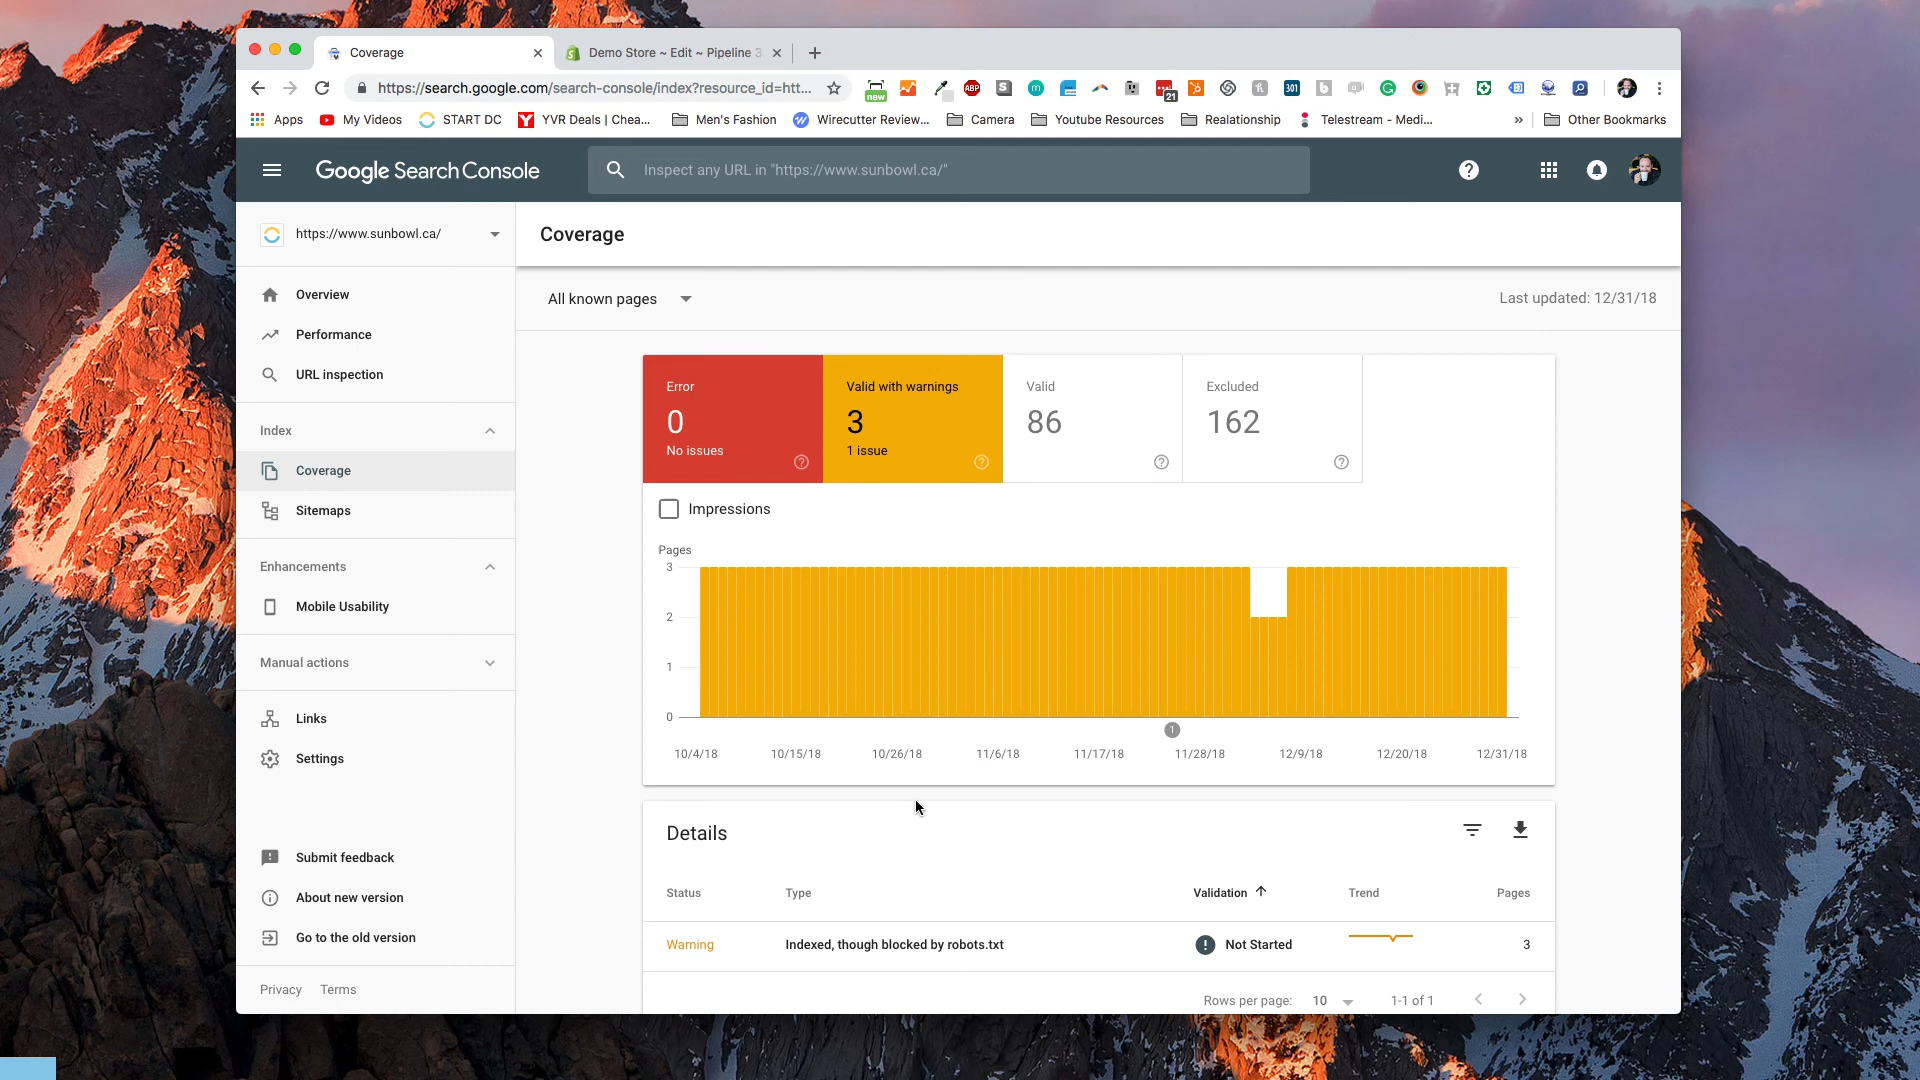 Coverage
Demo Store ~ Edit ~ Pipeline 3
https://search.google.com/search-console/index?resource_id=htt...
new
ABP
21
301
Apps
My Videos
START DC
YVR Deals | Chea...
Men's Fashion
Wirecutter Review...
Camera
Youtube Resources
Realationship
Telestream - Medi...
»
Other Bookmarks
Google Search Console
Inspect any URL in "https://www.sunbowl.ca/"
https://www.sunbowl.ca/
Coverage
Overview
Performance
URL inspection
Index
Coverage
Sitemaps
Enhancements
Mobile Usability
Manual actions
Links
Settings
Submit feedback
About new version
Go to the old version
Privacy Terms
All known pages
Last updated: 12/31/18
Error
0
No issues
Valid with warnings
3
1 issue
Valid
86
Excluded
162
Impressions
Pages
3
2
1
0
1
10/4/18 10/15/18 10/26/18 11/6/18 11/17/18 11/28/18 12/9/18 12/20/18 12/31/18
Details
Status Type Validation Trend Pages
Warning Indexed, though blocked by robots.txt Not Started 3
Rows per page: 10 1-1 of 1